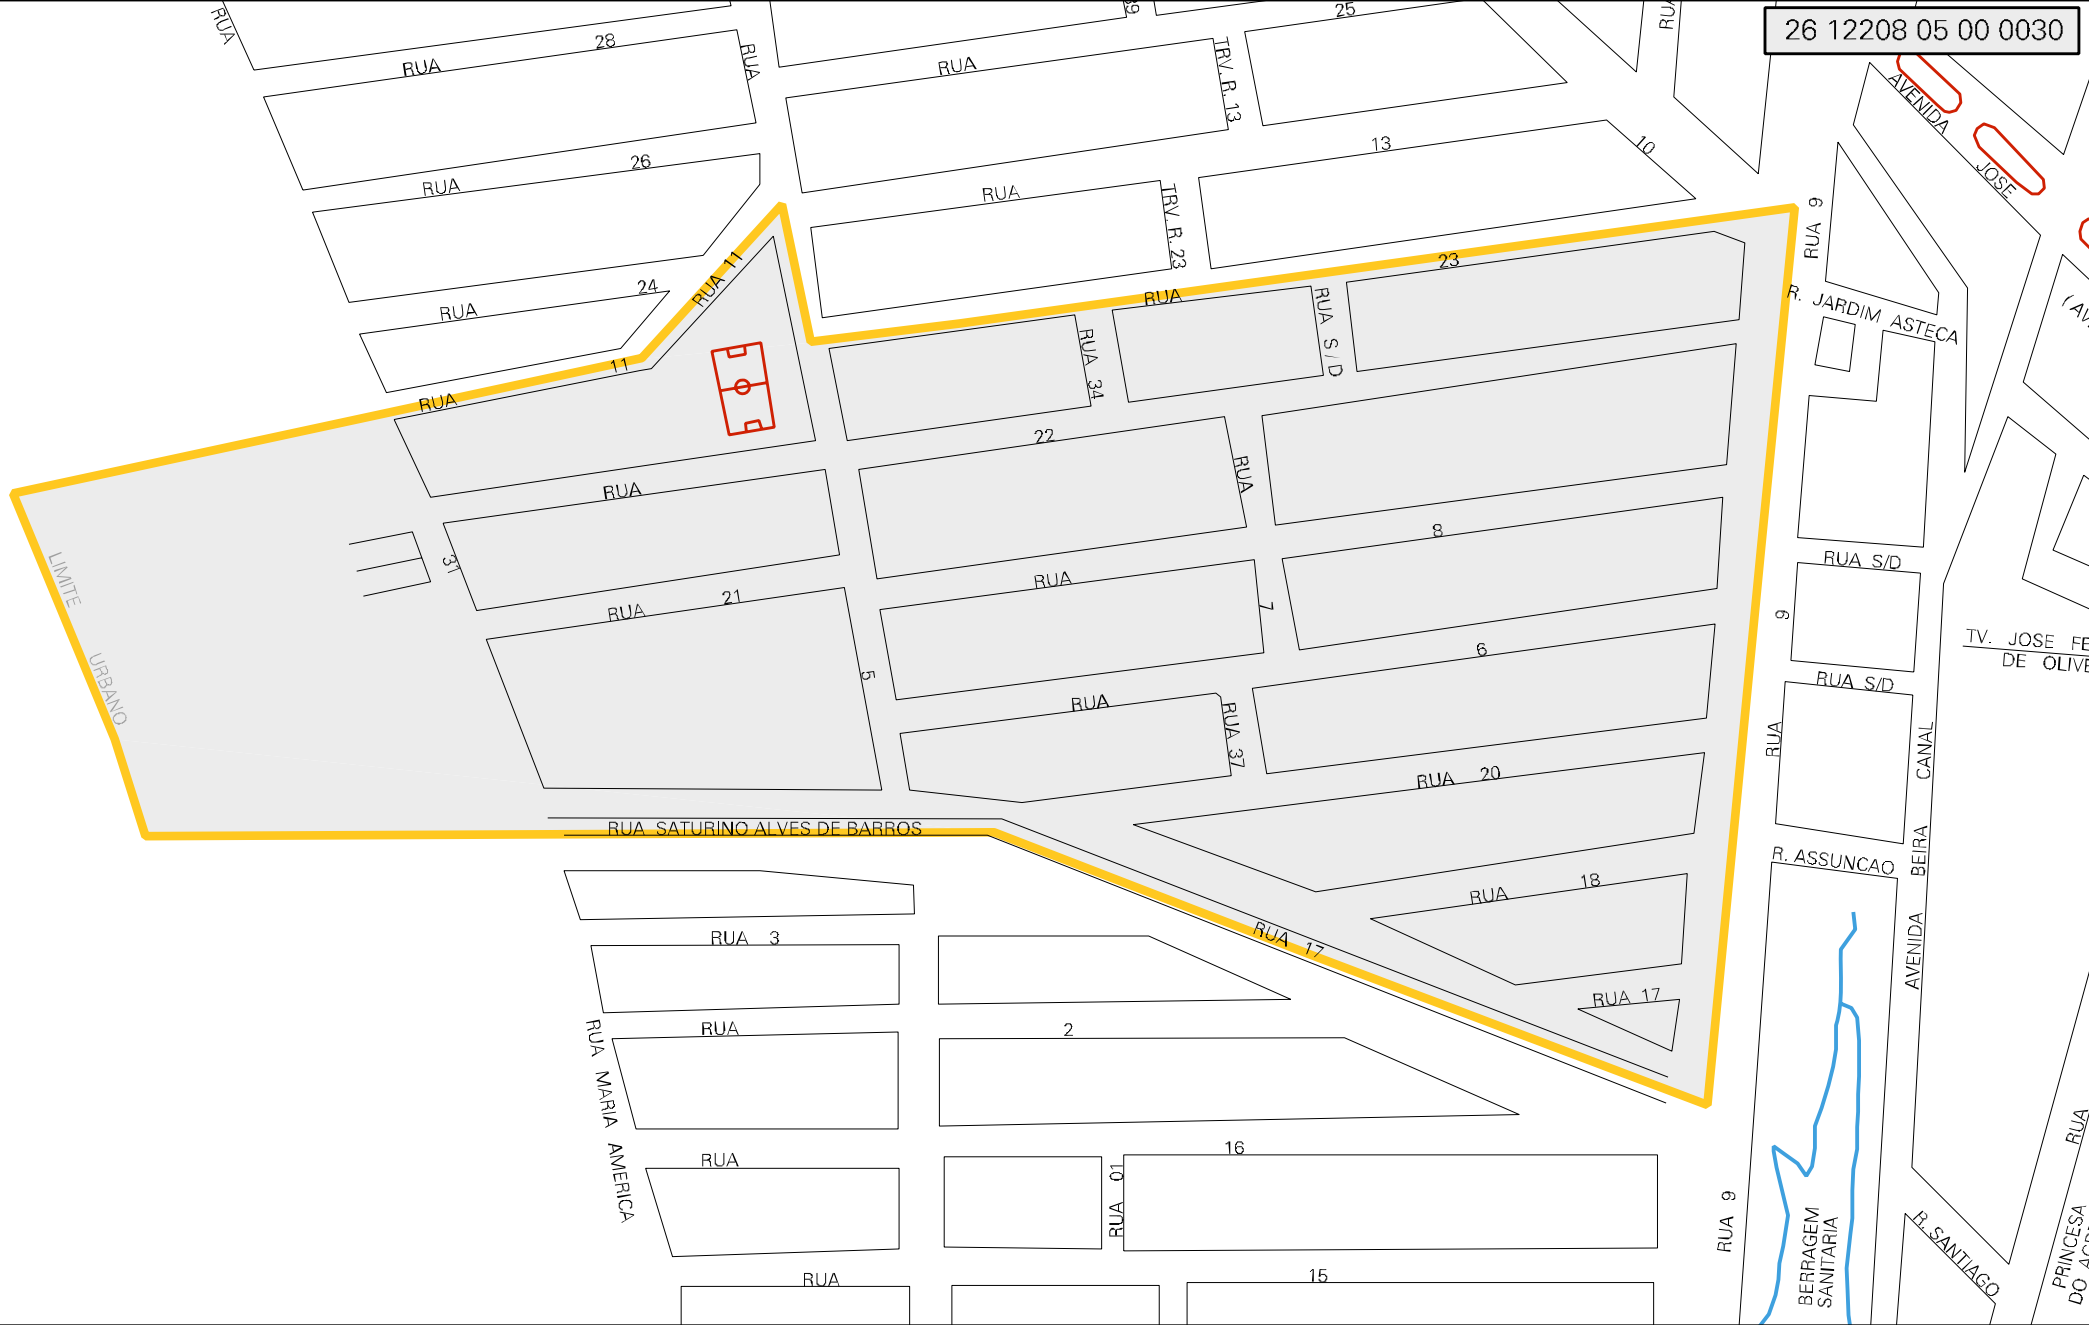 26 12208 05 00 0030
RUA
28
RUA
RUA
RUA
TRV. R. 13
25
RUA
AVENIDA
JOSE
26
RUA
RUA
TRV. R. 23
13
10
RUA 9
24
RUA
RUA 11
11
RUA
RUA
23
RUA S/D
RUA 34
R. JARDIM ASTECA
22
RUA
RUA
8
31
LIMITE
URBANO
RUA
21
RUA
7
5
6
RUA
RUA 37
RUA S/D
9
RUA
RUA S/D
TV. JOSE
DE
RUA 20
RUA SATURINO ALVES DE BARROS
R. ASSUNCAO
AVENIDA BEIRA CANAL
RUA 18
RUA 17
RUA 17
RUA 3
RUA
2
RUA MARIA AMERICA
RUA
16
RUA 01
RUA
15
RUA 9
BERRAGEM
SANITARIA
R. SANTIAGO
RUA
PRINCESA
DO